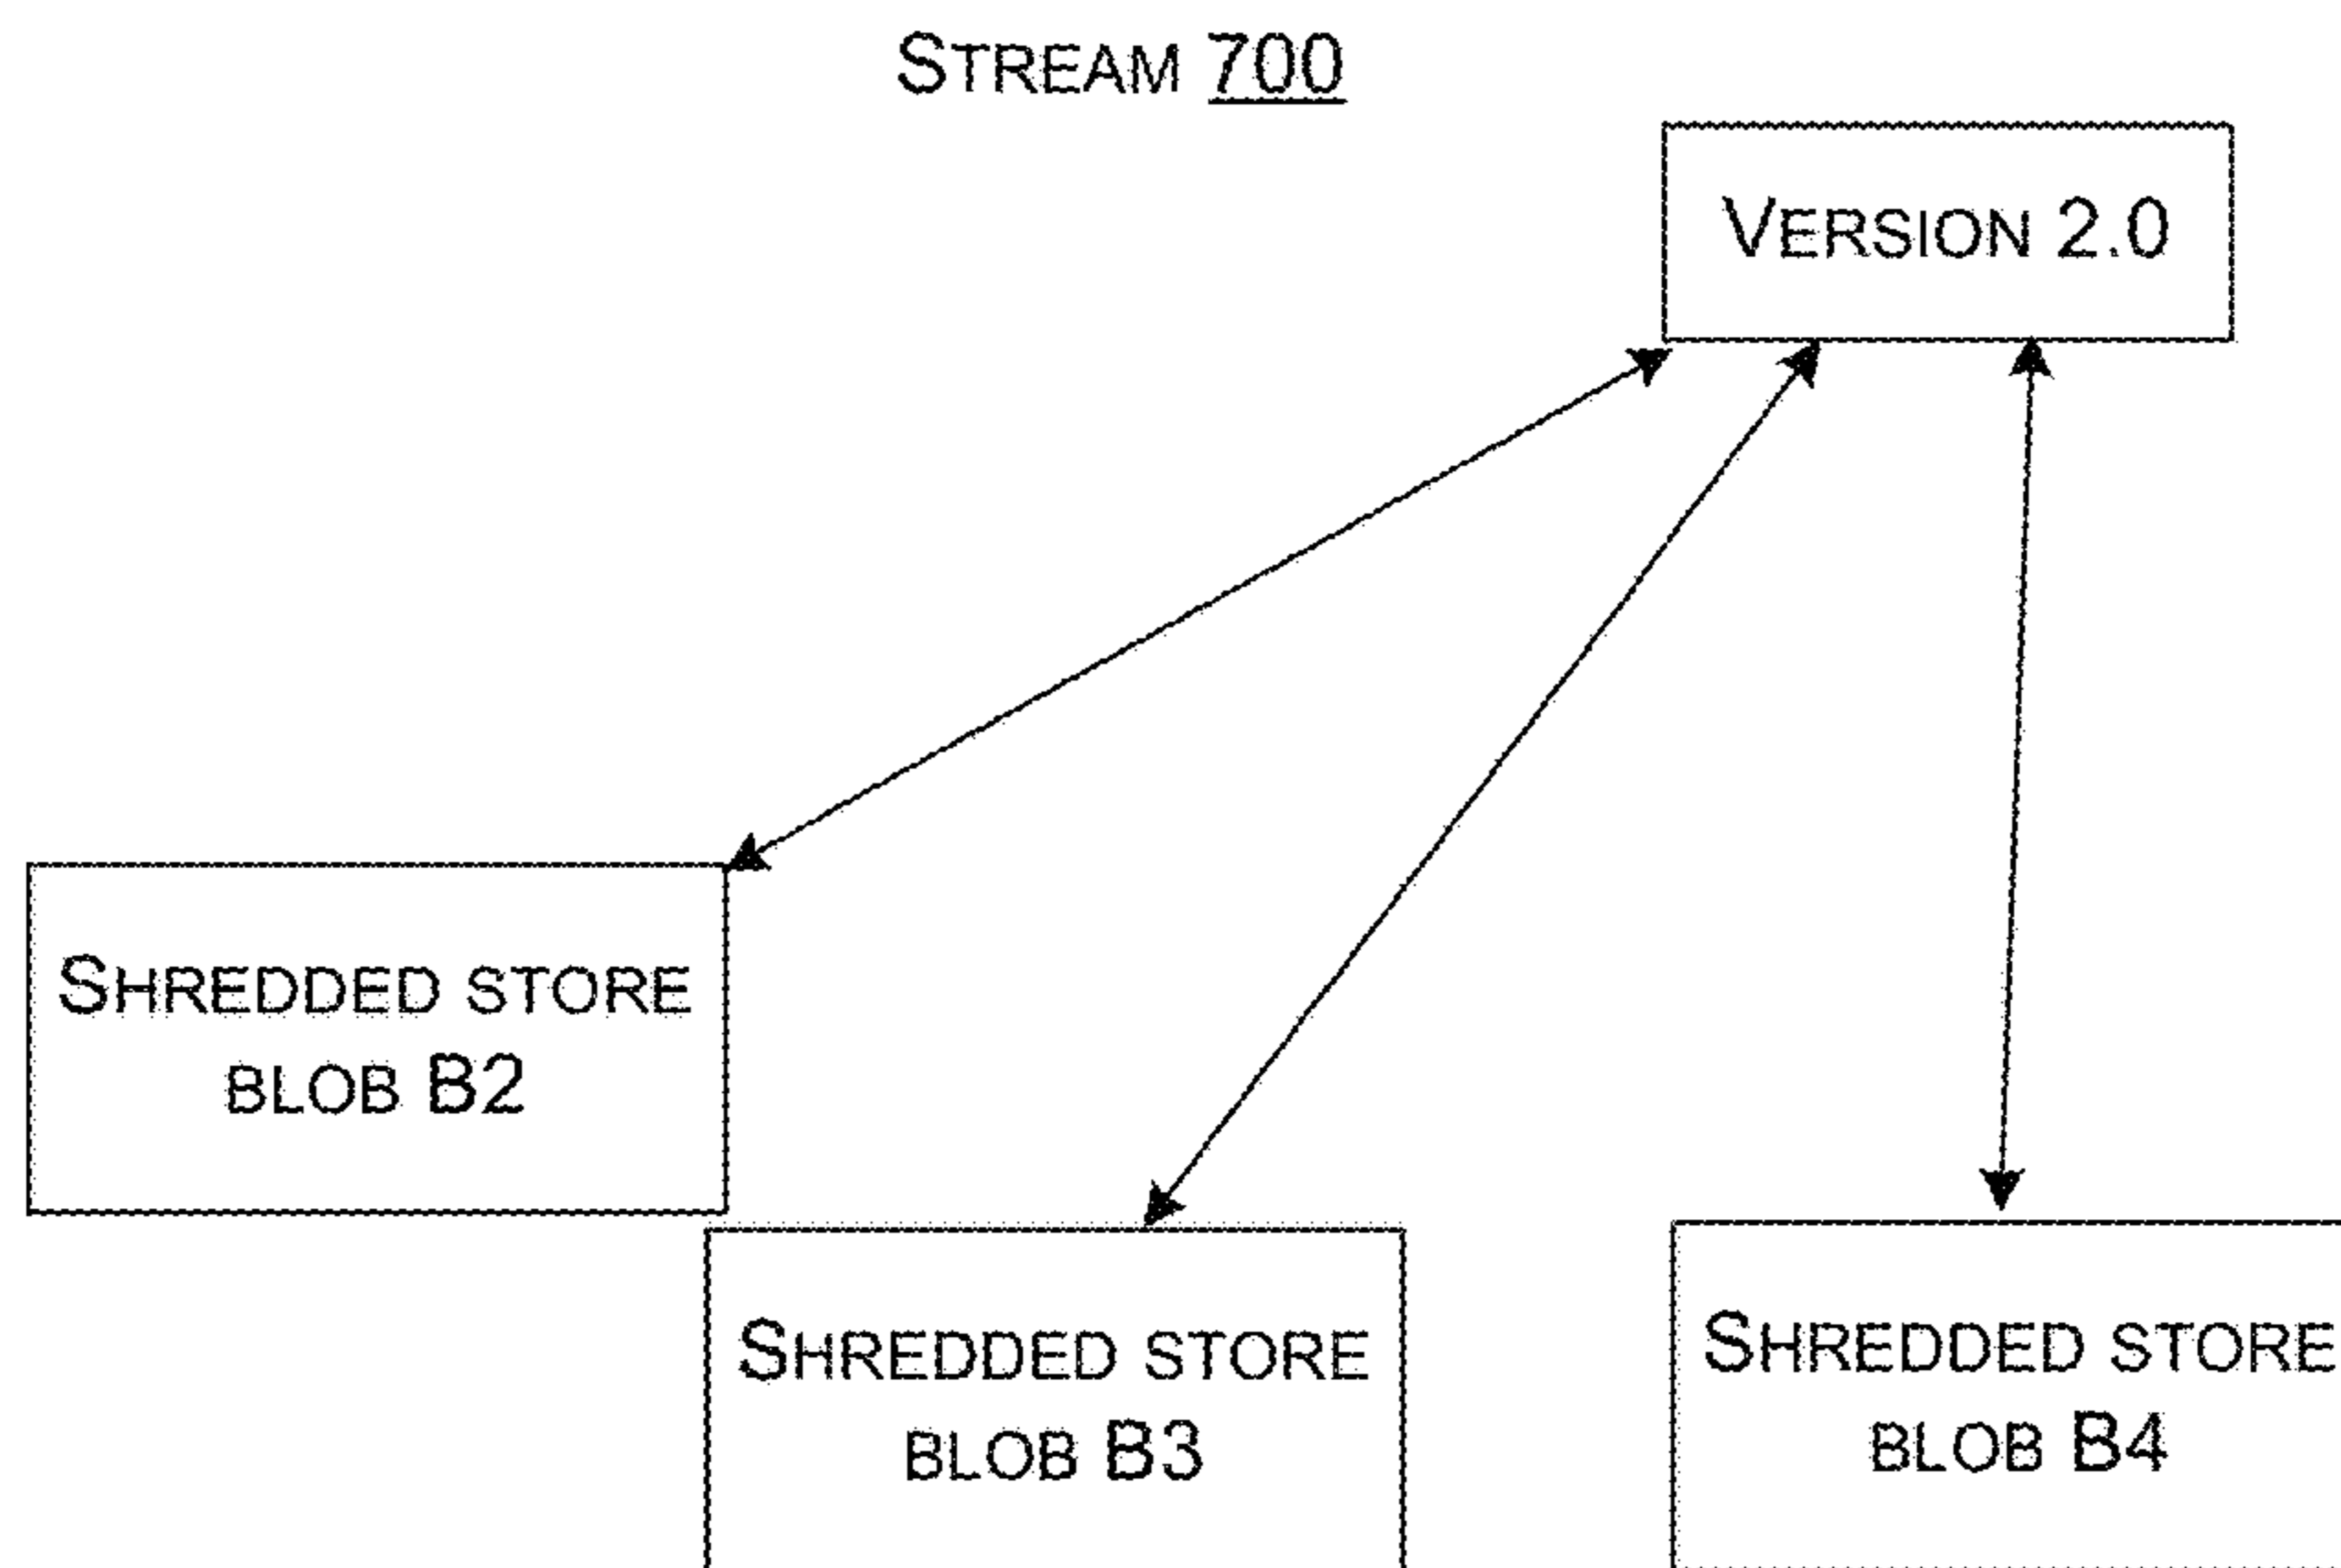 STREAM 700
VERSION 2.0
SHREDDED STORE
BLOB B2
SHREDDED STORE
BLOB B3
SHREDDED STORE
BLOB B4